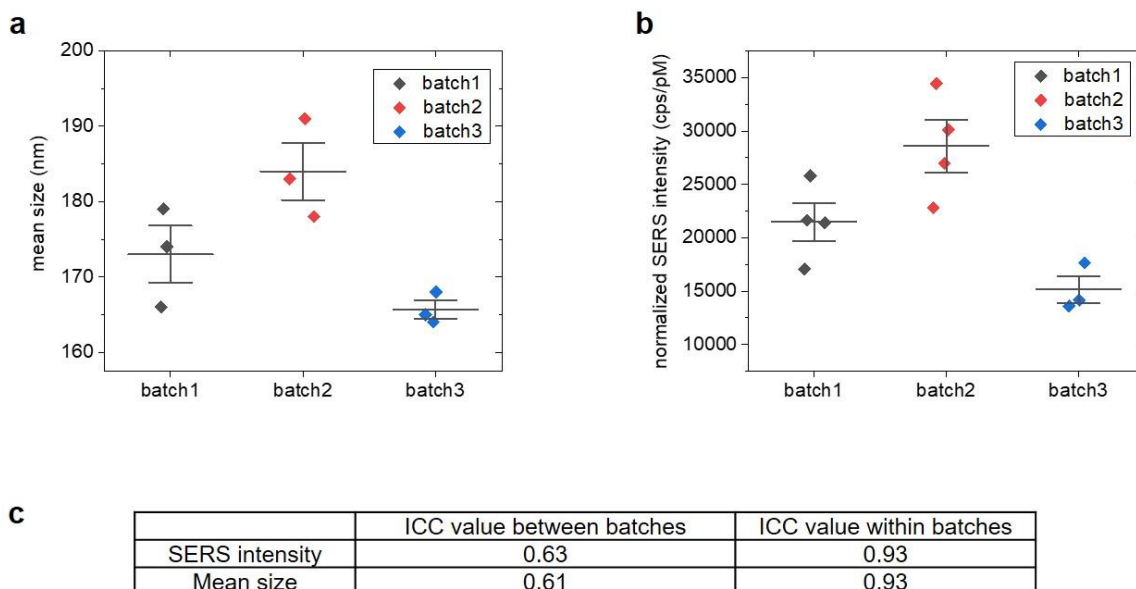 a
200
190
180
170
160
mean size (nm)
batch1
batch2
batch3
batch1
batch2
batch3
b
35000
30000
25000
20000
15000
10000
normalized SERS intensity (cps/pM)
batch1
batch2
batch3
batch1
batch2
batch3
c
ICC value between batches ICC value within batches
SERS intensity 0.63 0.93
Mean size 0.61 0.93